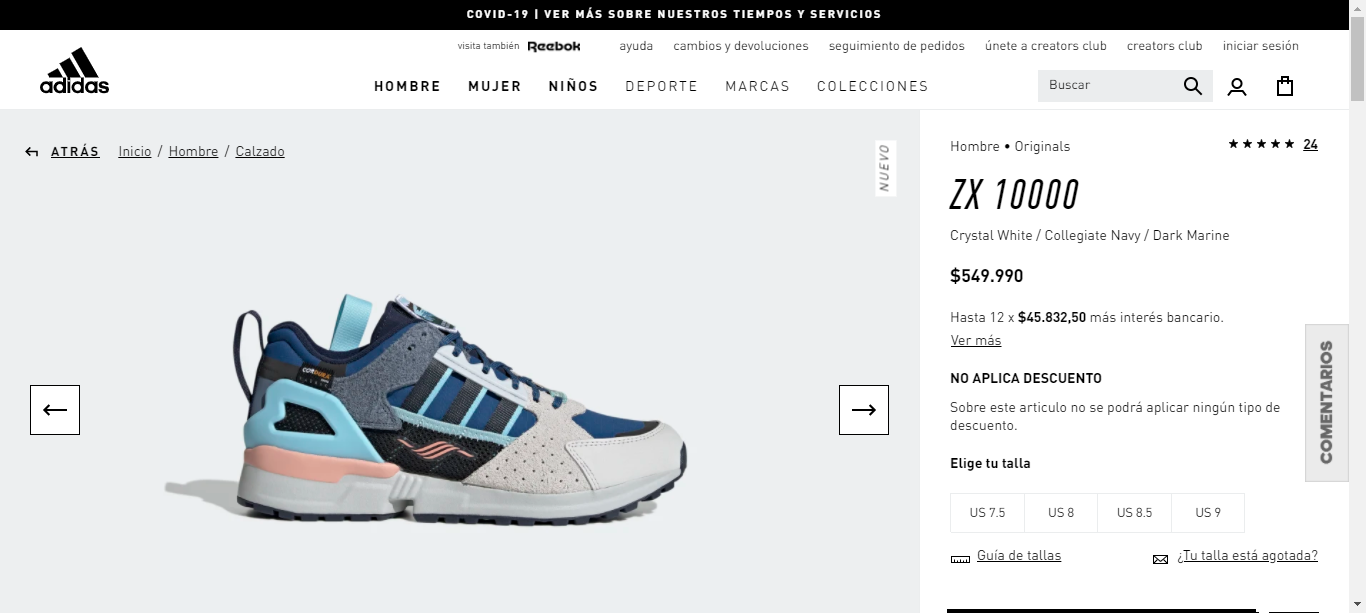 COVID-19 | VER MÁS SOBRE NUESTROS TIEMPOS Y SERVICIOS
visita también Reebok ayuda cambios y devoluciones seguimiento de pedidos únete a creators club creators club iniciar sesión
adidas
HOMBRE MUJER NIÑOS DEPORTE MARCAS COLECCIONES
Buscar
ATRÁS Inicio / Hombre / Calzado
NUEVO
Hombre • Originals
24
ZX 10000
Crystal White / Collegiate Navy / Dark Marine
$549.990
Hasta 12 x $45.832,50 más interés bancario.
Ver más
NO APLICA DESCUENTO
Sobre este articulo no se podrá aplicar ningún tipo de
descuento.
Elige tu talla
US 7.5 US 8 US 8.5 US 9
Guía de tallas ¿Tu talla está agotada?
COMENTARIOS
CORDURA